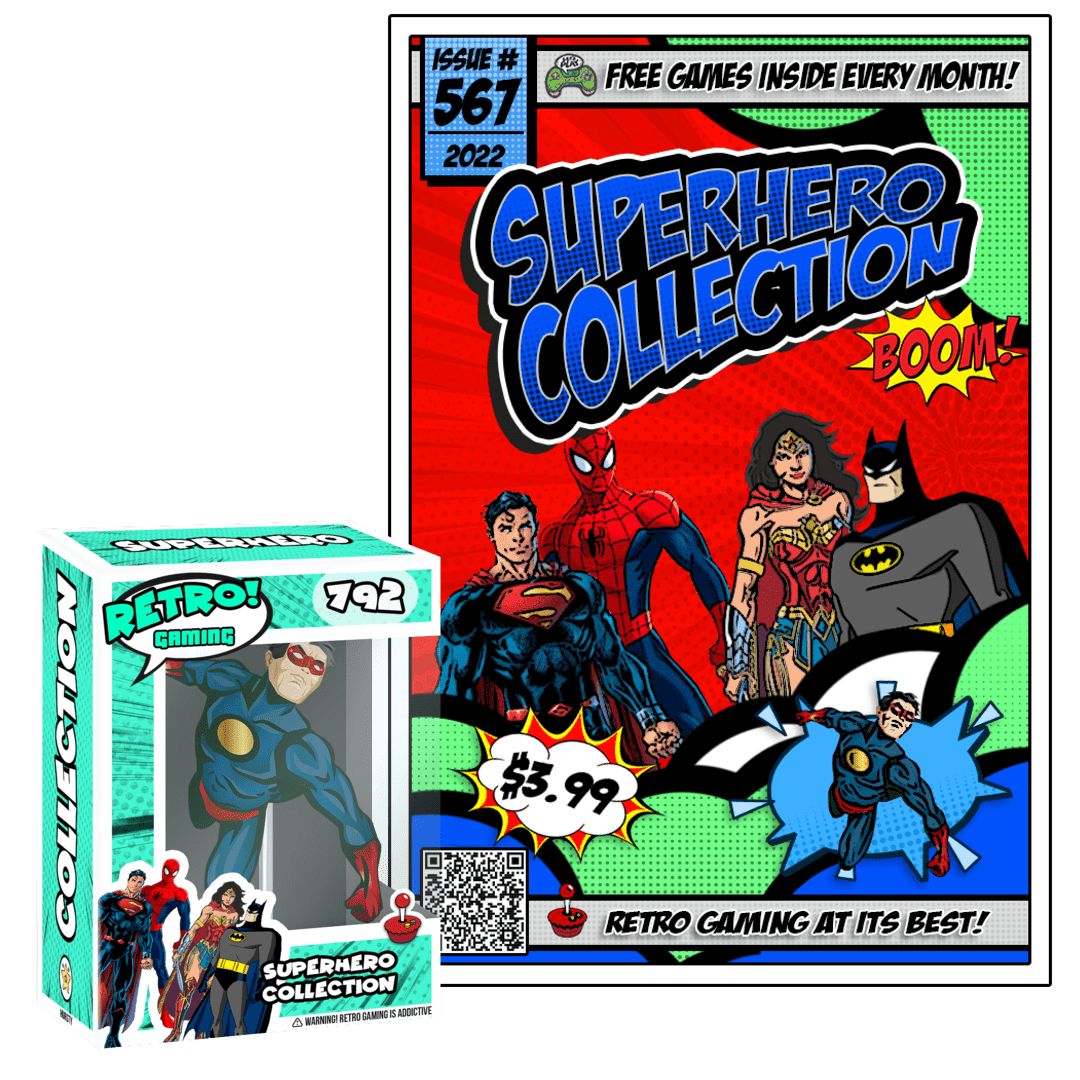 ISSUE #
567
2022
FREE GAMES INSIDE EVERY MONTH!
SUPERHERO
COLLECTION
BOOM!
$3.99
RETRO GAMING AT ITS BEST!
SUPERHERO
RETRO!
GAMING
792
COLLECTION
SUPERHERO
COLLECTION
⚠ WARNING! RETRO GAMING IS ADDICTIVE